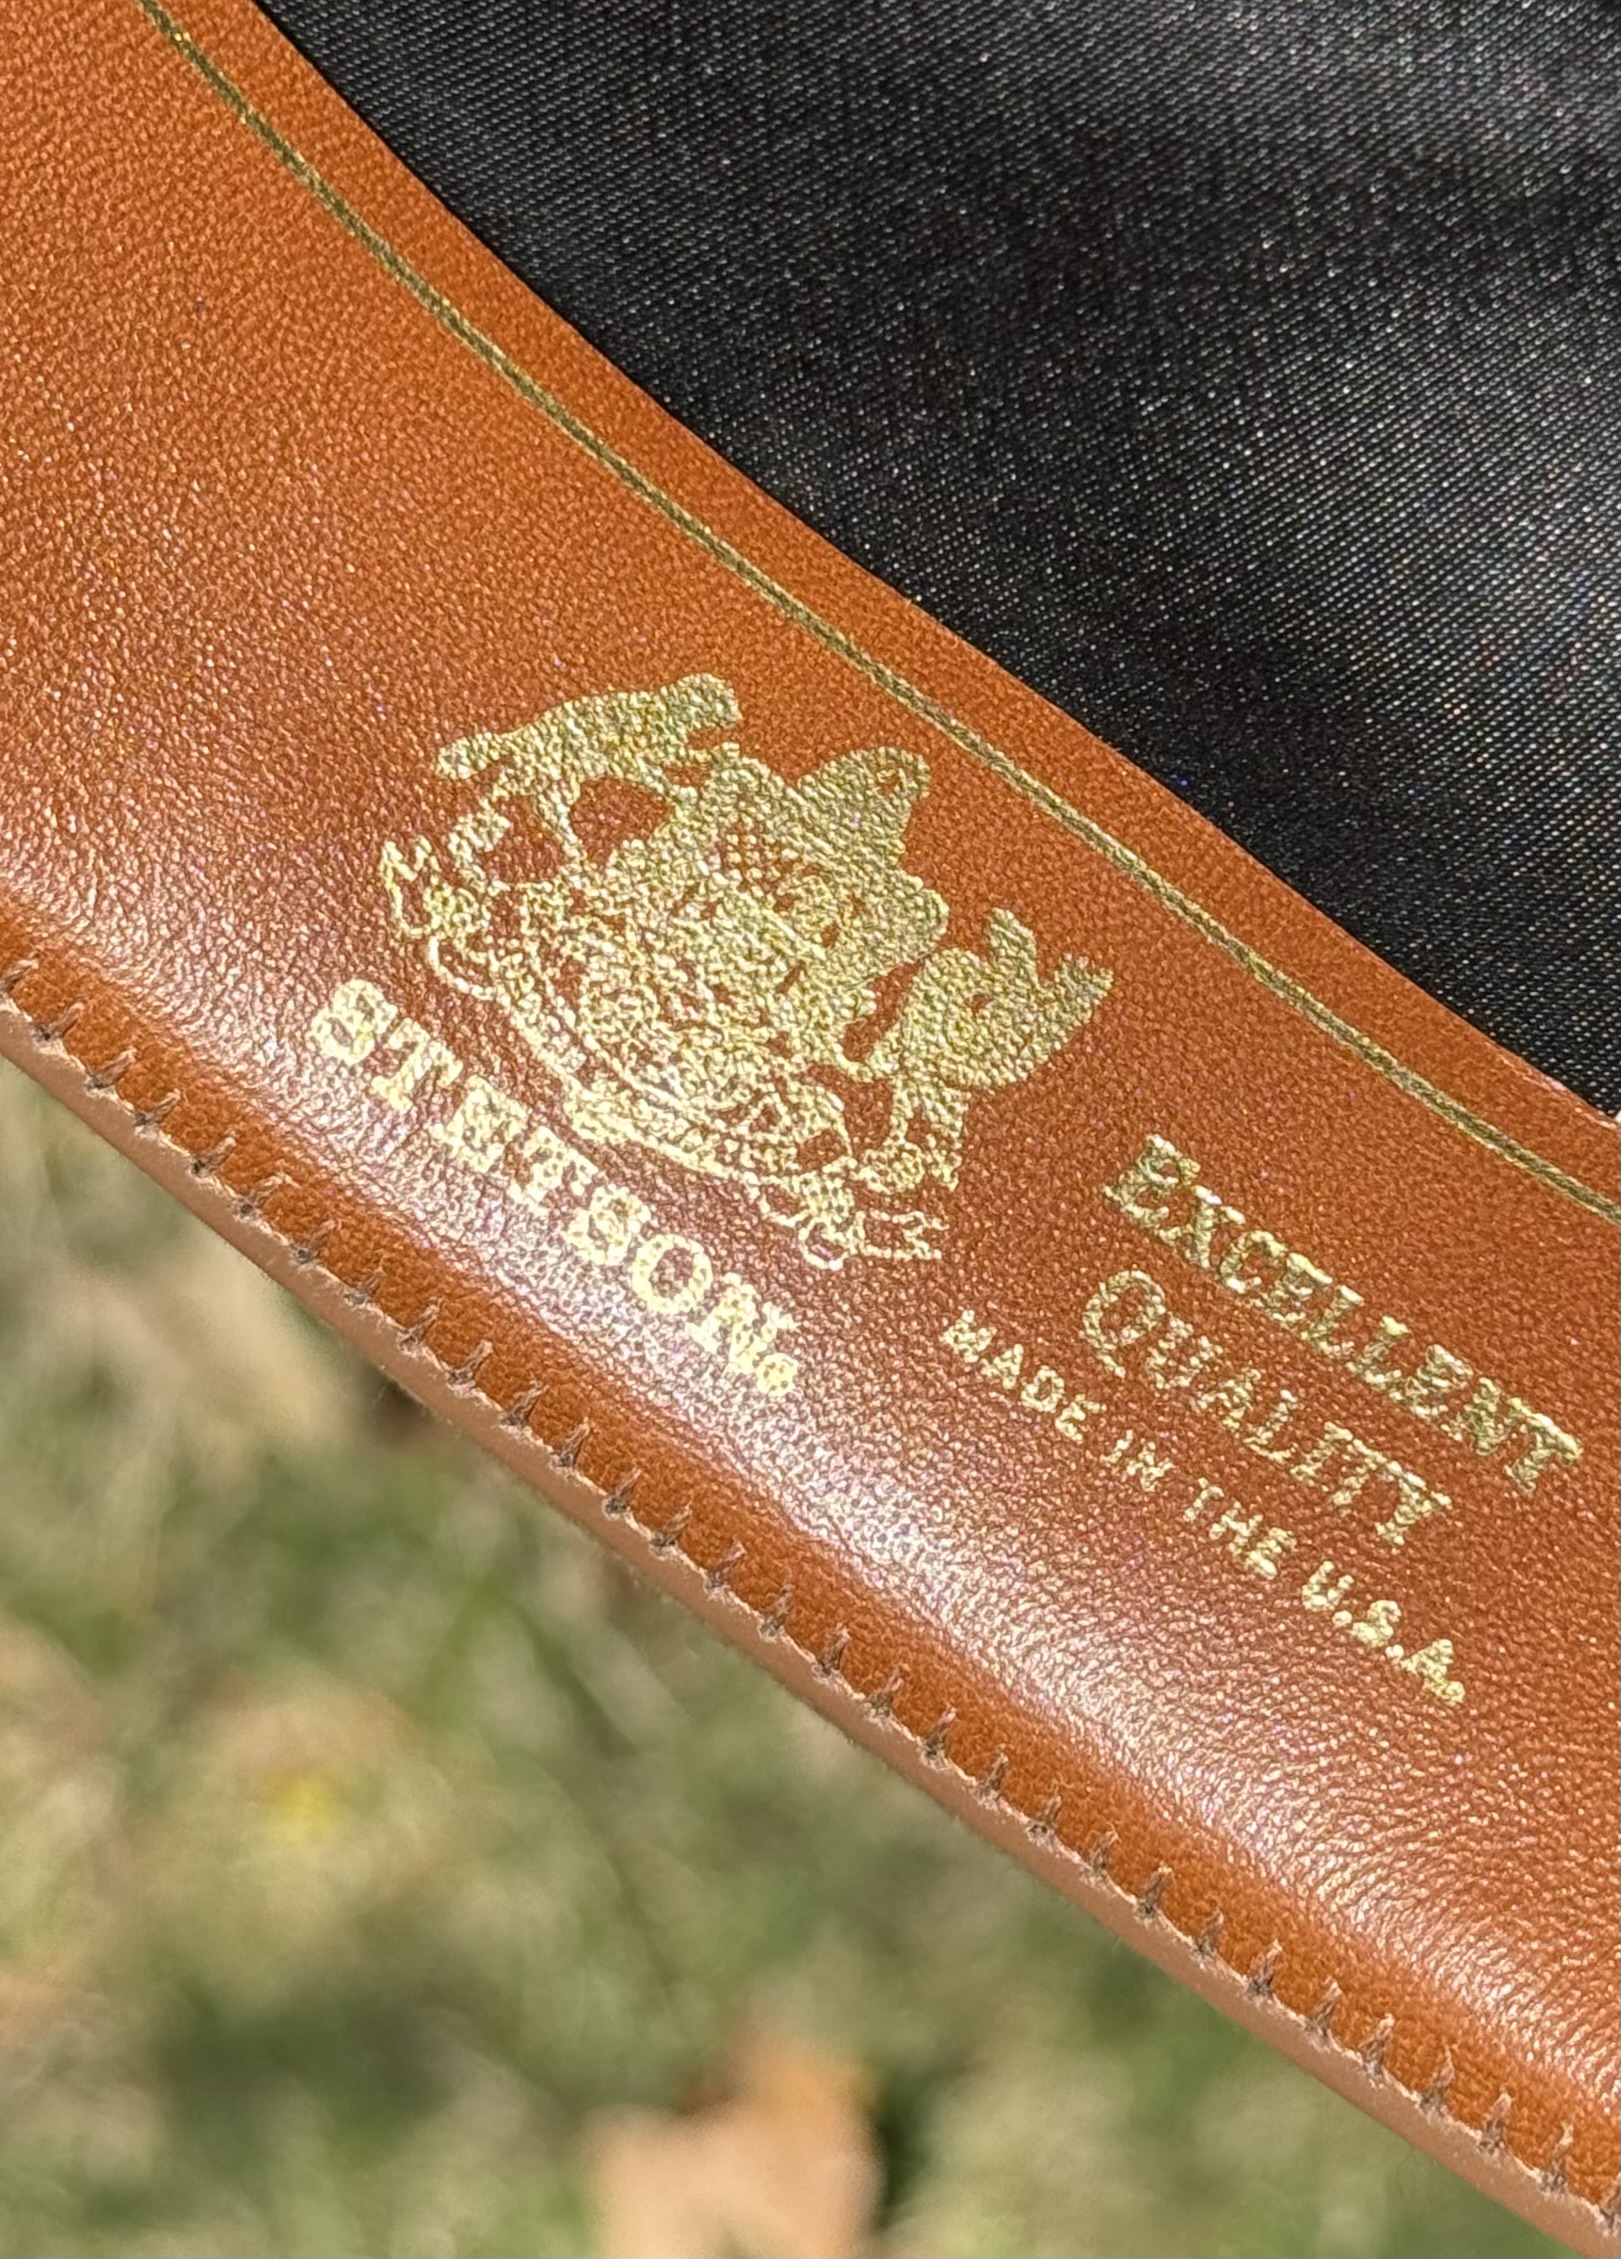 STETSON®
EXCELLENT
QUALITY
MADE IN THE U.S.A.